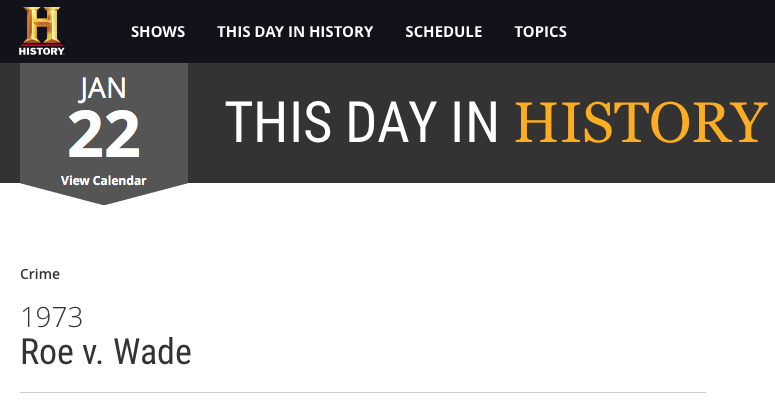 H
HISTORY
SHOWS THIS DAY IN HISTORY SCHEDULE TOPICS
JAN
22
View Calendar
THIS DAY IN HISTORY
Crime
1973
Roe v. Wade